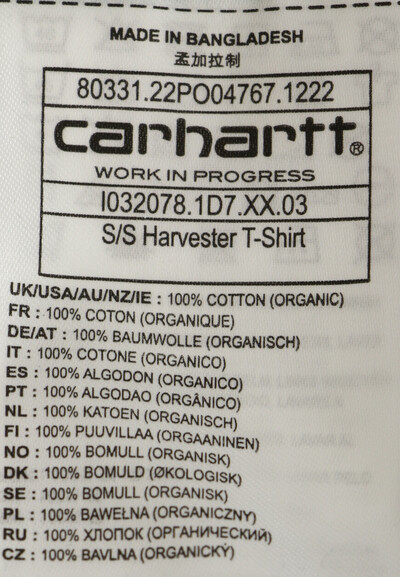 MADE IN BANGLADESH
孟加拉制
80331.22PO04767.1222
carhartt®
WORK IN PROGRESS
I032078.1D7.XX.03
S/S Harvester T-Shirt
UK/USA/AU/NZ/IE : 100% COTTON (ORGANIC)
FR : 100% COTON (ORGANIQUE)
DE/AT : 100% BAUMWOLLE (ORGANISCH)
IT : 100% COTONE (ORGANICO)
ES : 100% ALGODON (ORGANICO)
PT : 100% ALGODAO (ORGÂNICO)
NL : 100% KATOEN (ORGANISCH)
FI : 100% PUUVILLAA (ORGAANINEN)
NO : 100% BOMULL (ORGANISK)
DK : 100% BOMULD (ØKOLOGISK)
SE : 100% BOMULL (ORGANISK)
PL : 100% BAWEŁNA (ORGANICZNY)
RU : 100% ХЛОПОК (ОРГАНИЧЕСКИЙ)
CZ : 100% BAVLNA (ORGANICKÝ)